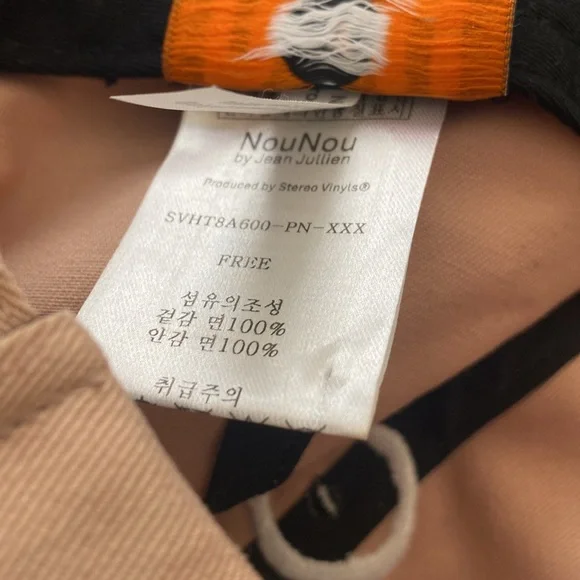 NouNou
by Jean Jullien
Produced by Stereo Vinyls®
SVHT8A600-PN-XXX
FREE
섬유의조성
겉감 면100%
안감 면100%
취급주의